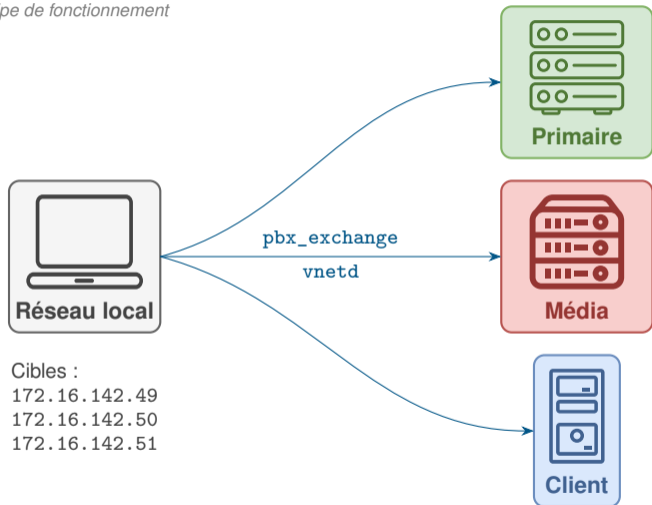 pe de fonctionnement
Primaire
pbx_exchange
vnetd
Réseau local
Média
Cibles :
172.16.142.49
172.16.142.50
172.16.142.51
Client